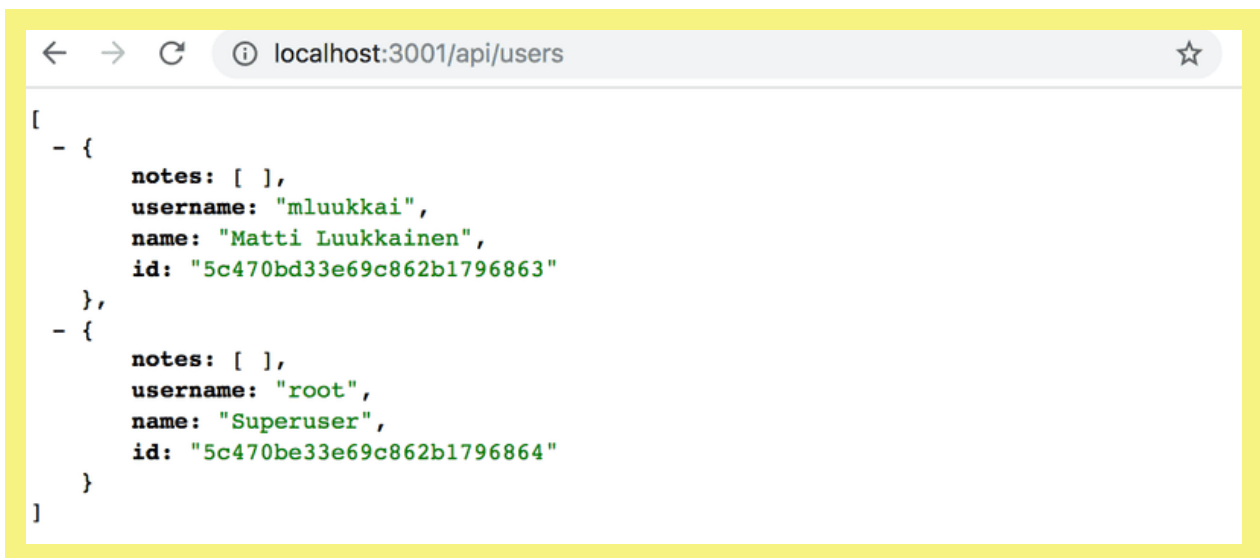 localhost:3001/api/users
[
- {
notes: [ ],
username: "mluukkai",
name: "Matti Luukkainen",
id: "5c470bd33e69c862b1796863"
},
- {
notes: [ ],
username: "root",
name: "Superuser",
id: "5c470be33e69c862b1796864"
}
]